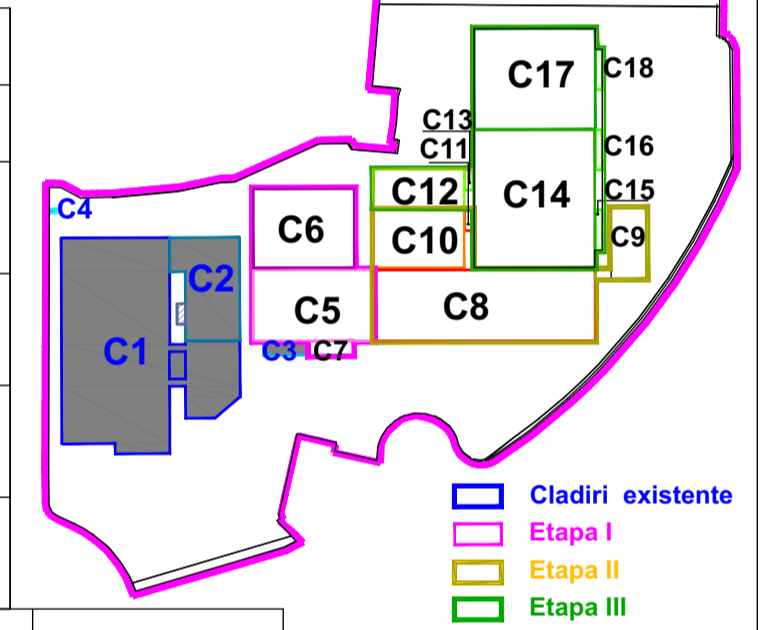 C17
C18
C13
C11
C16
C12
C14
C15
C4
C6
C10
C9
C2
C5
C8
C1
C3
C7
Cladiri existente
Etapa I
Etapa II
Etapa III